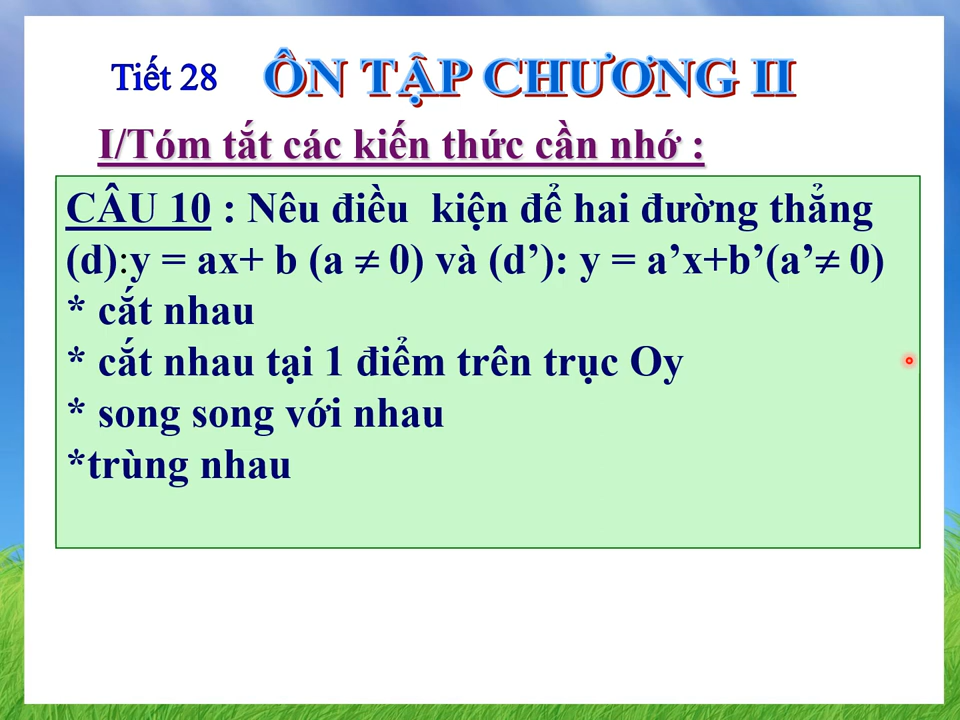 Tiết 28
ÔN TẬP CHƯƠNG II
I/Tóm tắt các kiến thức cần nhớ :
CÂU 10 : Nêu điều kiện để hai đường thẳng
(d):y = ax+ b (a ≠ 0) và (d’): y = a’x+b’(a’≠ 0)
* cắt nhau
* cắt nhau tại 1 điểm trên trục Oy
* song song với nhau
*trùng nhau